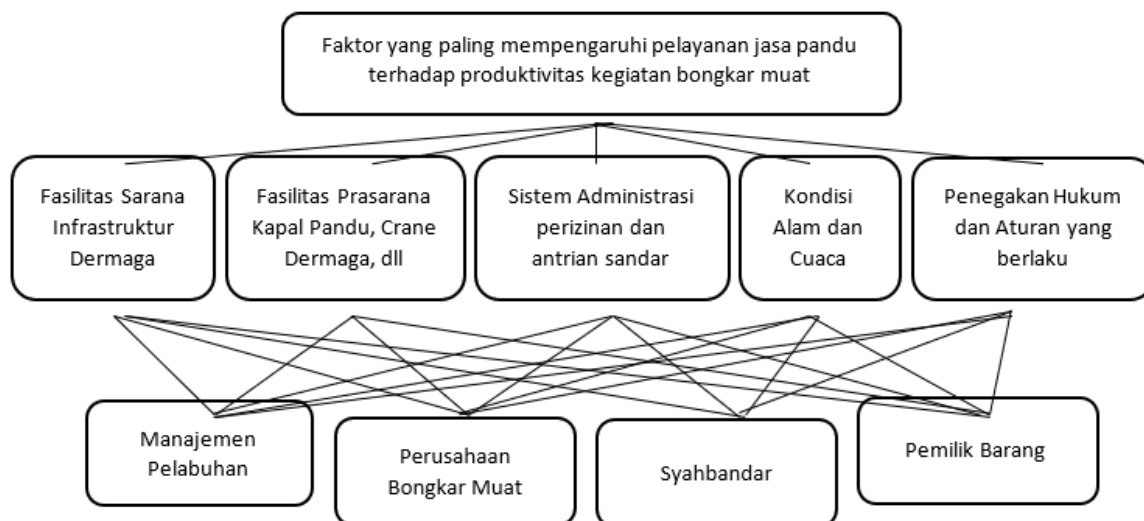 Faktor yang paling mempengaruhi pelayanan jasa pandu
terhadap produktivitas kegiatan bongkar muat
Fasilitas Sarana
Infrastruktur
Dermaga
Fasilitas Prasarana
Kapal Pandu, Crane
Dermaga, dll
Sistem Administrasi
perizinan dan
antrian sandar
Kondisi
Alam dan
Cuaca
Penegakan Hukum
dan Aturan yang
berlaku
Manajemen
Pelabuhan
Perusahaan
Bongkar Muat
Syahbandar
Pemilik Barang